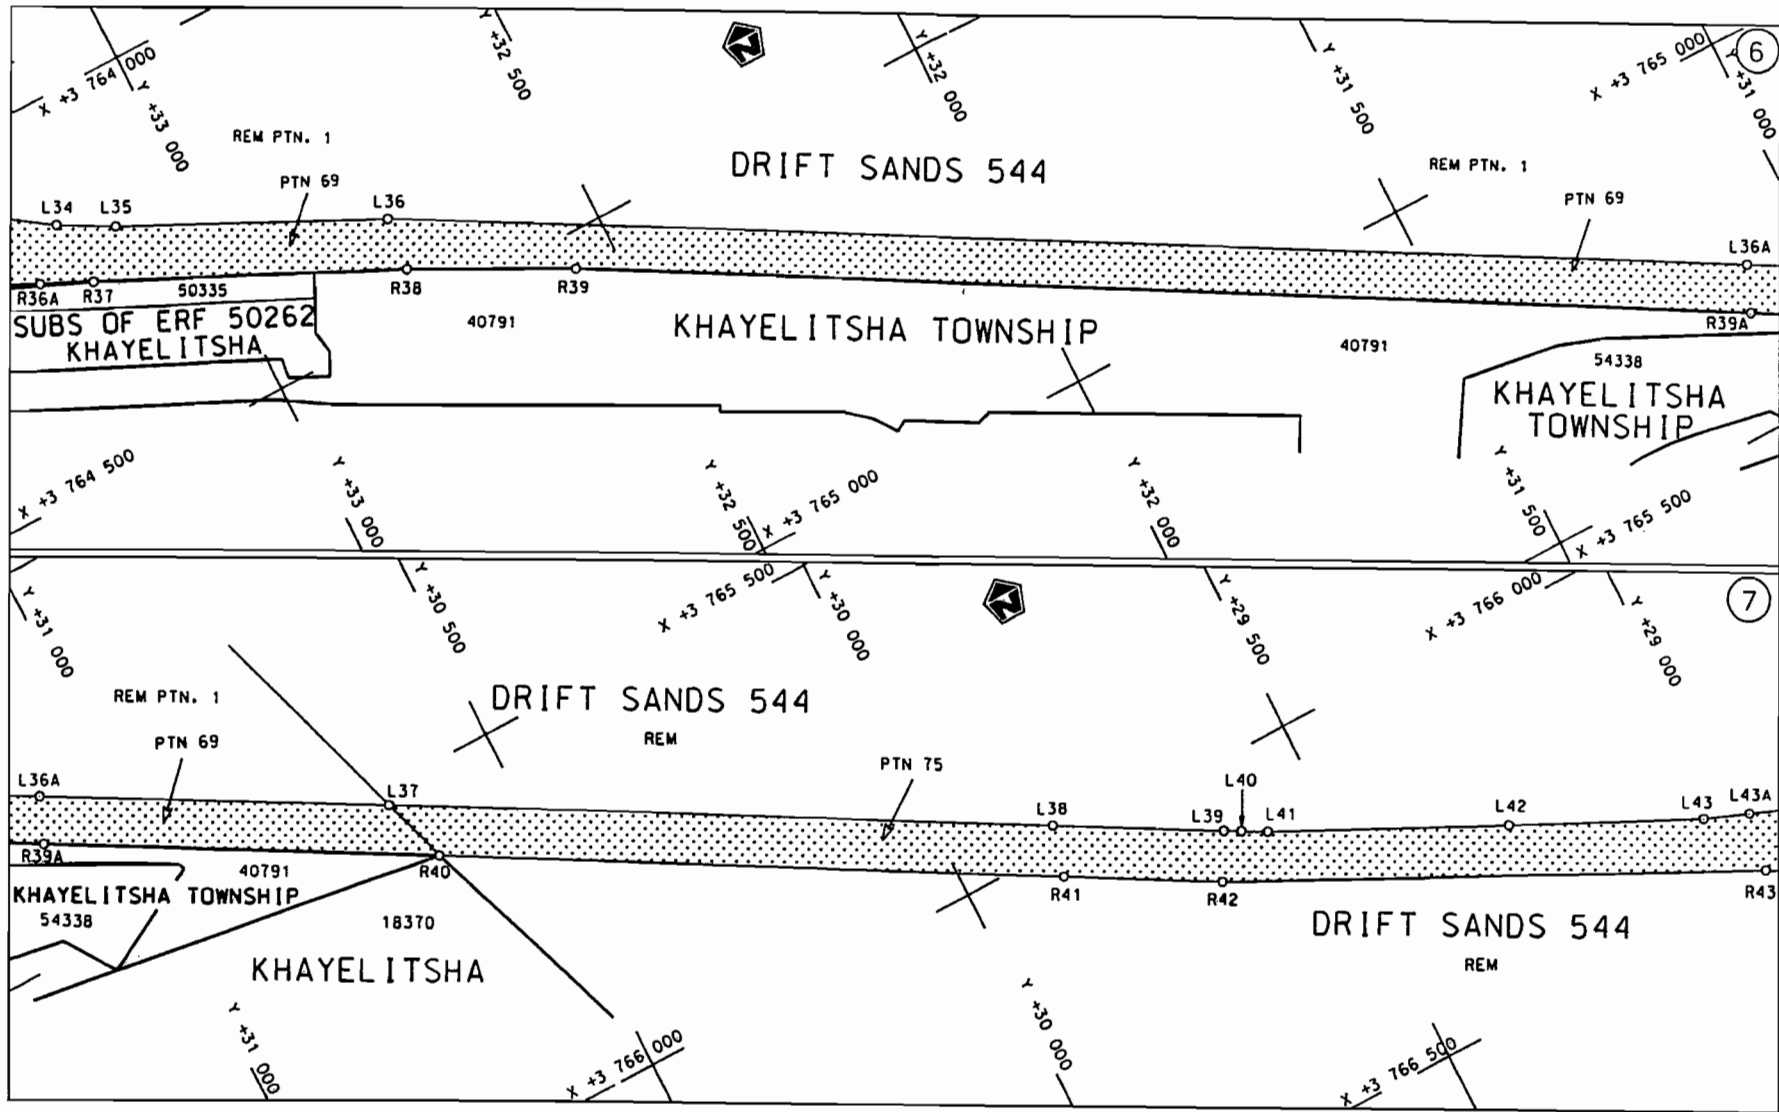 X +3 764 000
Y +33 000
Y +32 500
Y +32 000
Y +31 500
X +3 765 000
Y +31 000
6
REM PTN. 1
PTN 69
DRIFT SANDS 544
REM PTN. 1
PTN 69
L34
L35
L36
L36A
R36A
R37
50335
R38
R39
R39A
SUBS OF ERF 50262
KHAYELITSHA
40791
KHAYELITSHA TOWNSHIP
40791
54338
KHAYELITSHA
TOWNSHIP
X +3 764 500
Y +33 000
Y +32 500
X +3 765 000
Y +32 000
Y +31 500
X +3 765 500
Y +31 000
Y +30 500
X +3 765 500
Y +30 000
Y +29 500
X +3 766 000
Y +29 000
7
REM PTN. 1
PTN 69
DRIFT SANDS 544
REM
PTN 75
L36A
L37
L38
L39
L40
L41
L42
L43
L43A
R39A
40791
R40
R41
R42
R43
KHAYELITSHA TOWNSHIP
54338
18370
KHAYELITSHA
DRIFT SANDS 544
REM
Y +31 000
X +3 766 000
Y +30 000
X +3 766 500